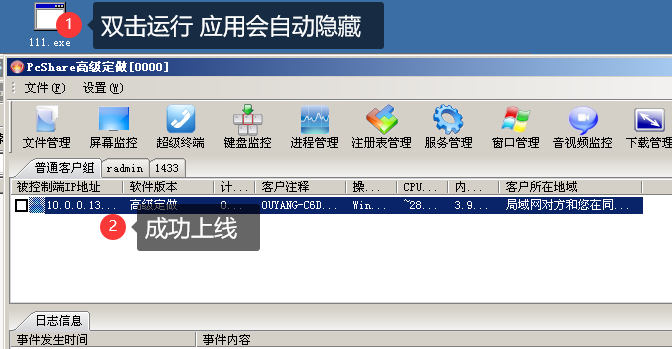 1
双击运行 应用会自动隐藏
111.exe
PcShare高级定做[0000]
文件(F) 设置(W)
文件管理 屏幕监控 超级终端 键盘监控 进程管理 注册表管理 服务管理 窗口管理 音视频监控 下载管理
普通客户组 radmin 1433
被控制端IP地址 软件版本 计... 客户注释 操... CPU... 内... 客户所在地域
10.0.0.13... 高级定做 0... OUYANG-C6D... Win... ~28... 3.9... 局域网对方和您在同...
2
成功上线
日志信息
事件发生时间 事件内容